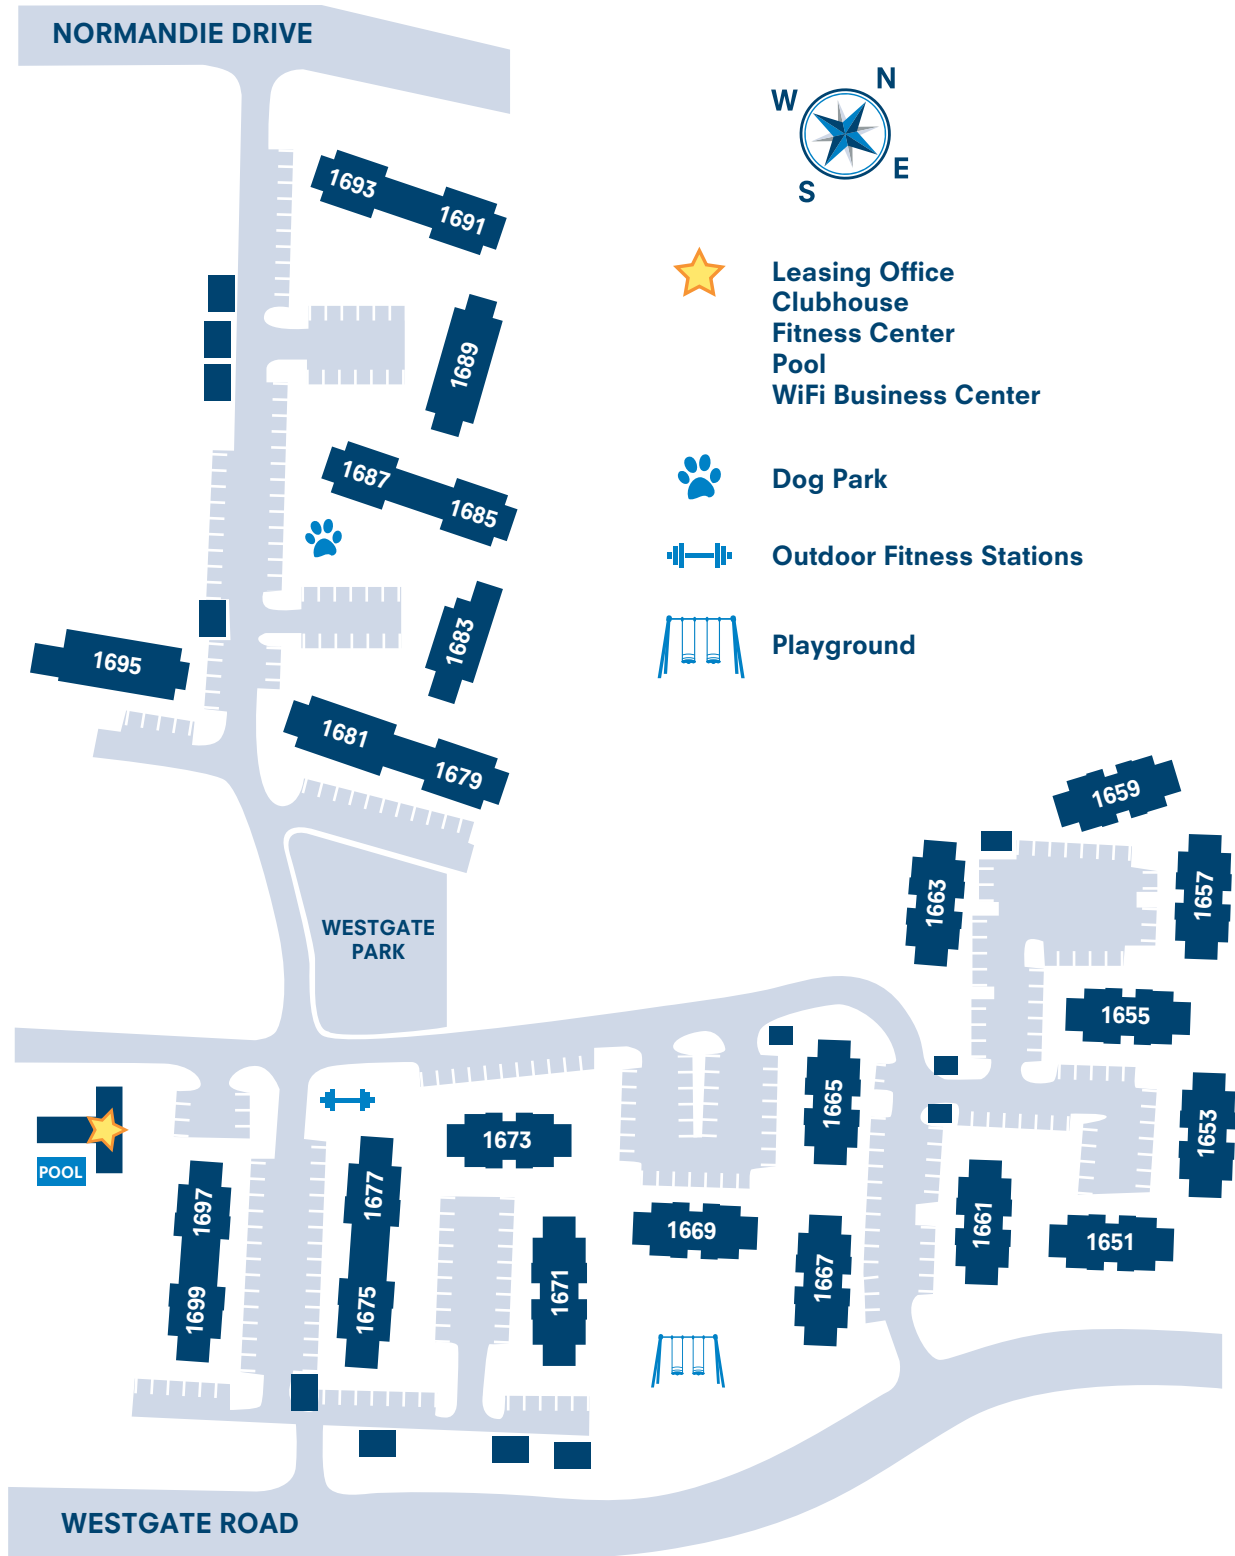 NORMANDIE DRIVE
N
W
E
S
1693
1691
Leasing Office
Clubhouse
Fitness Center
Pool
WiFi Business Center
1689
1687
1685
Dog Park
Outdoor Fitness Stations
1683
1695
Playground
1681
1679
1659
1663
1657
WESTGATE
PARK
1655
1665
1653
1673
POOL
1697
1677
1669
1661
1651
1699
1675
1671
1667
WESTGATE ROAD